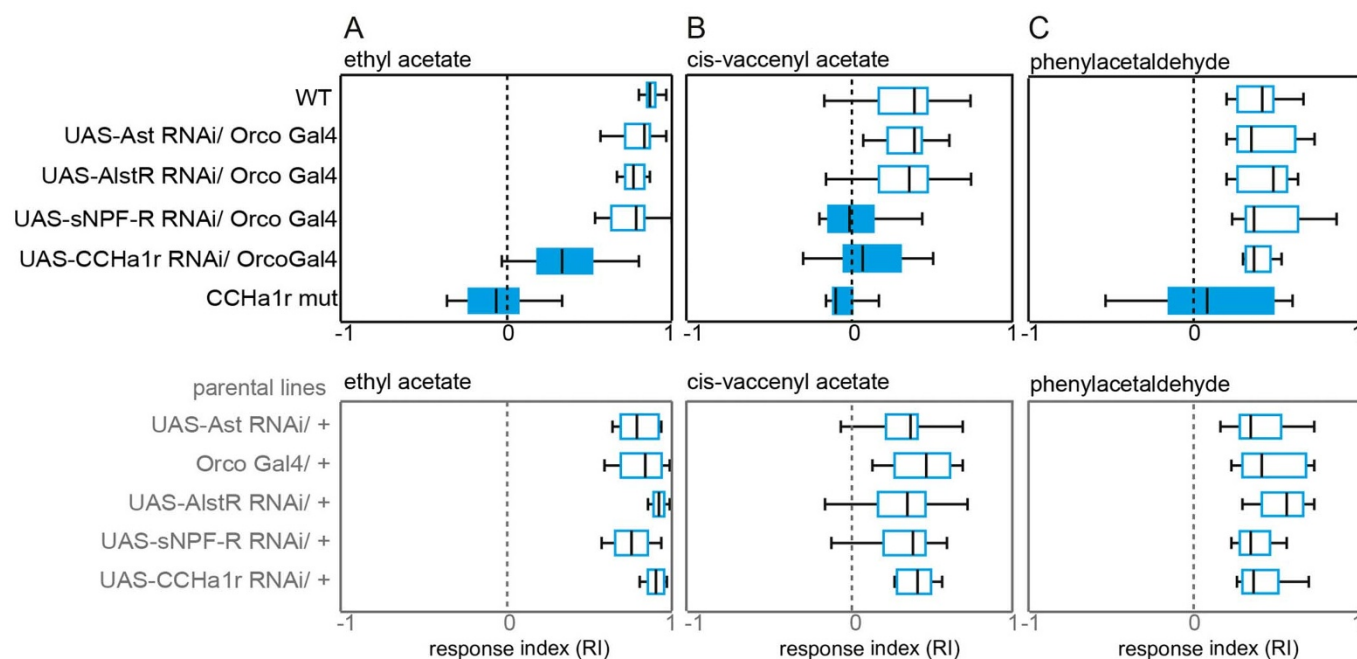 A B C
ethyl acetate cis-vaccenyl acetate phenylacetaldehyde
WT
UAS-Ast RNAi/ Orco Gal4
UAS-AlstR RNAi/ Orco Gal4
UAS-sNPF-R RNAi/ Orco Gal4
UAS-CCHa1r RNAi/ OrcoGal4
CCHa1r mut
-1 0 1 -1 0 1 -1 0 1
parental lines ethyl acetate cis-vaccenyl acetate phenylacetaldehyde
UAS-Ast RNAi/ +
Orco Gal4/ +
UAS-AlstR RNAi/ +
UAS-sNPF-R RNAi/ +
UAS-CCHa1r RNAi/ +
-1 0 1 -1 0 1 -1 0 1
response index (RI) response index (RI) response index (RI)